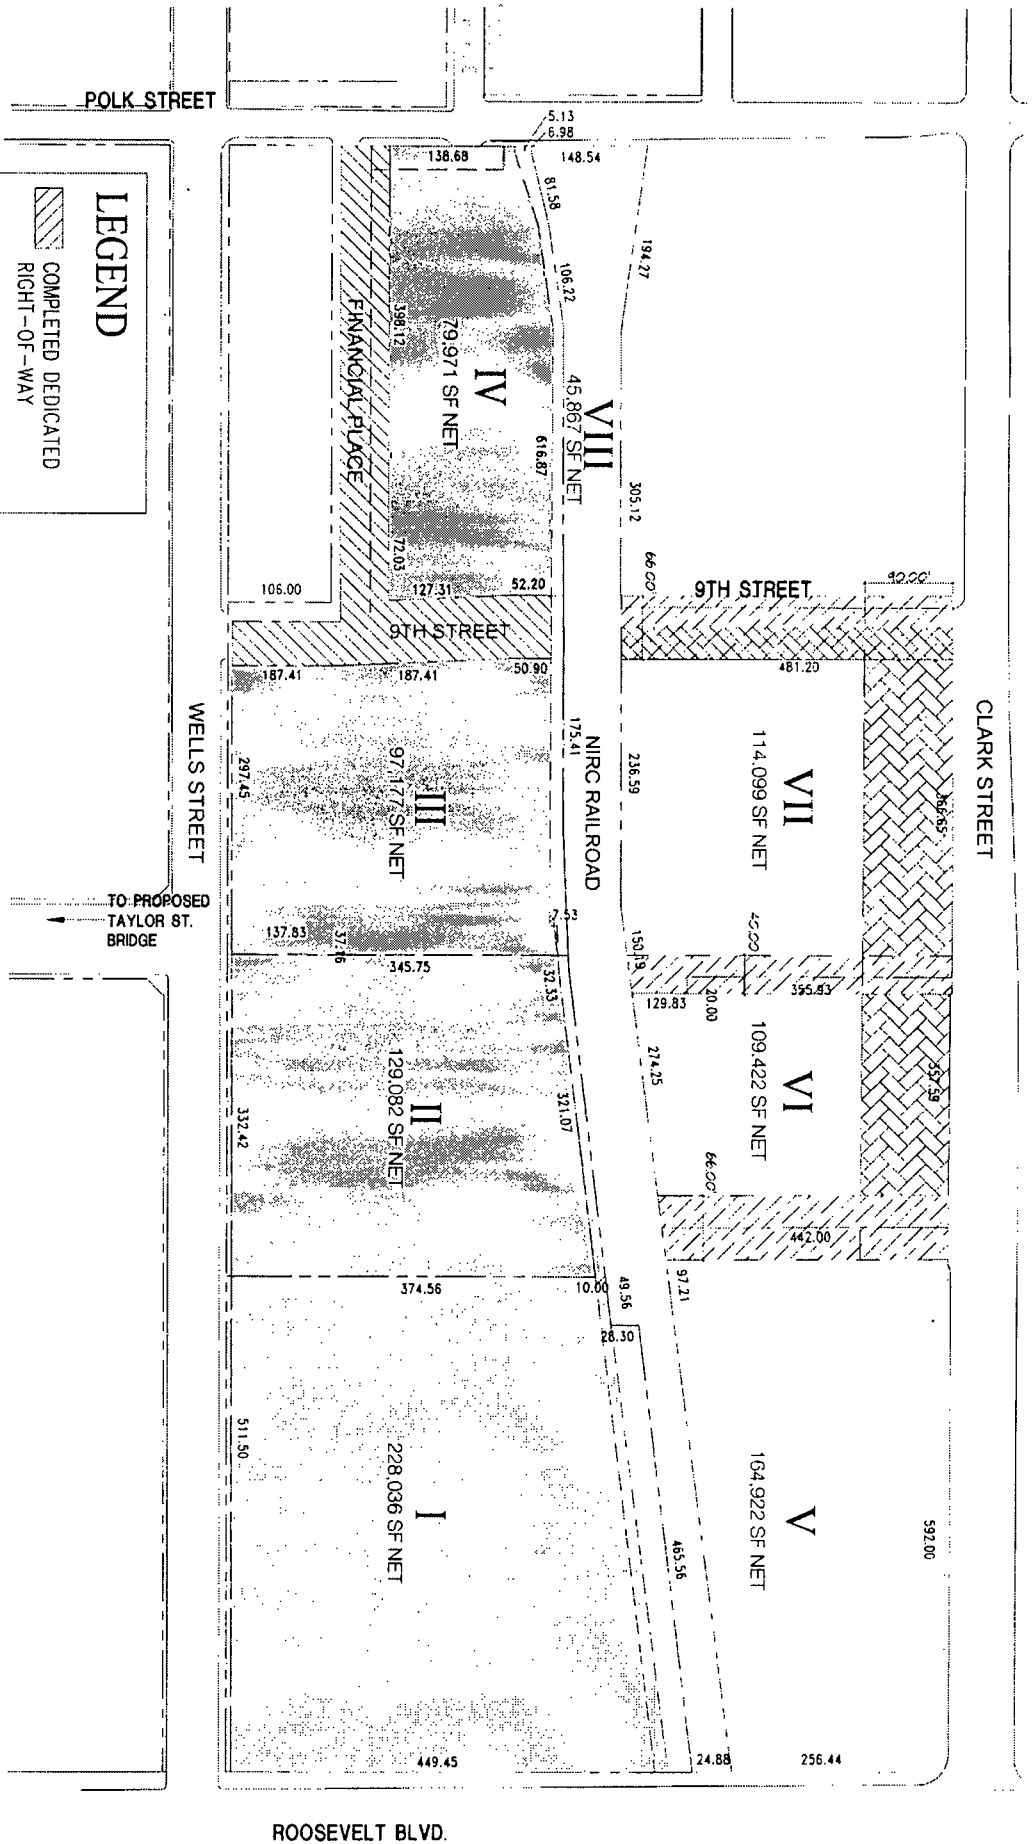 POLK STREET
5.13
6.98
138.68
148.54
81.58
194.27
106.22
LEGEND
COMPLETED DEDICATED
RIGHT-OF-WAY
FINANCIAL PLACE
398.12
IV
79,971 SF NET
VIII
45,867 SF NET
616.87
305.12
72.03
66.00'
90.00'
106.00
127.31
52.20
9TH STREET
9TH STREET
187.41
187.41
50.90
481.20
WELLS STREET
297.45
III
97,177 SF NET
175.41
NIRC RAILROAD
236.59
VII
114,099 SF NET
366.65'
CLARK STREET
TO PROPOSED
TAYLOR ST.
BRIDGE
7.53
137.83
37.16
345.75
32.33
150.19
129.83
20.00
355.93
II
129,082 SF NET
332.42
321.07
274.25
VI
109,422 SF NET
357.59
66.00'
442.00
374.56
10.00
49.56
97.21
28.30
511.50
I
228,036 SF NET
465.56
V
164,922 SF NET
592.00
449.45
24.88
256.44
ROOSEVELT BLVD.